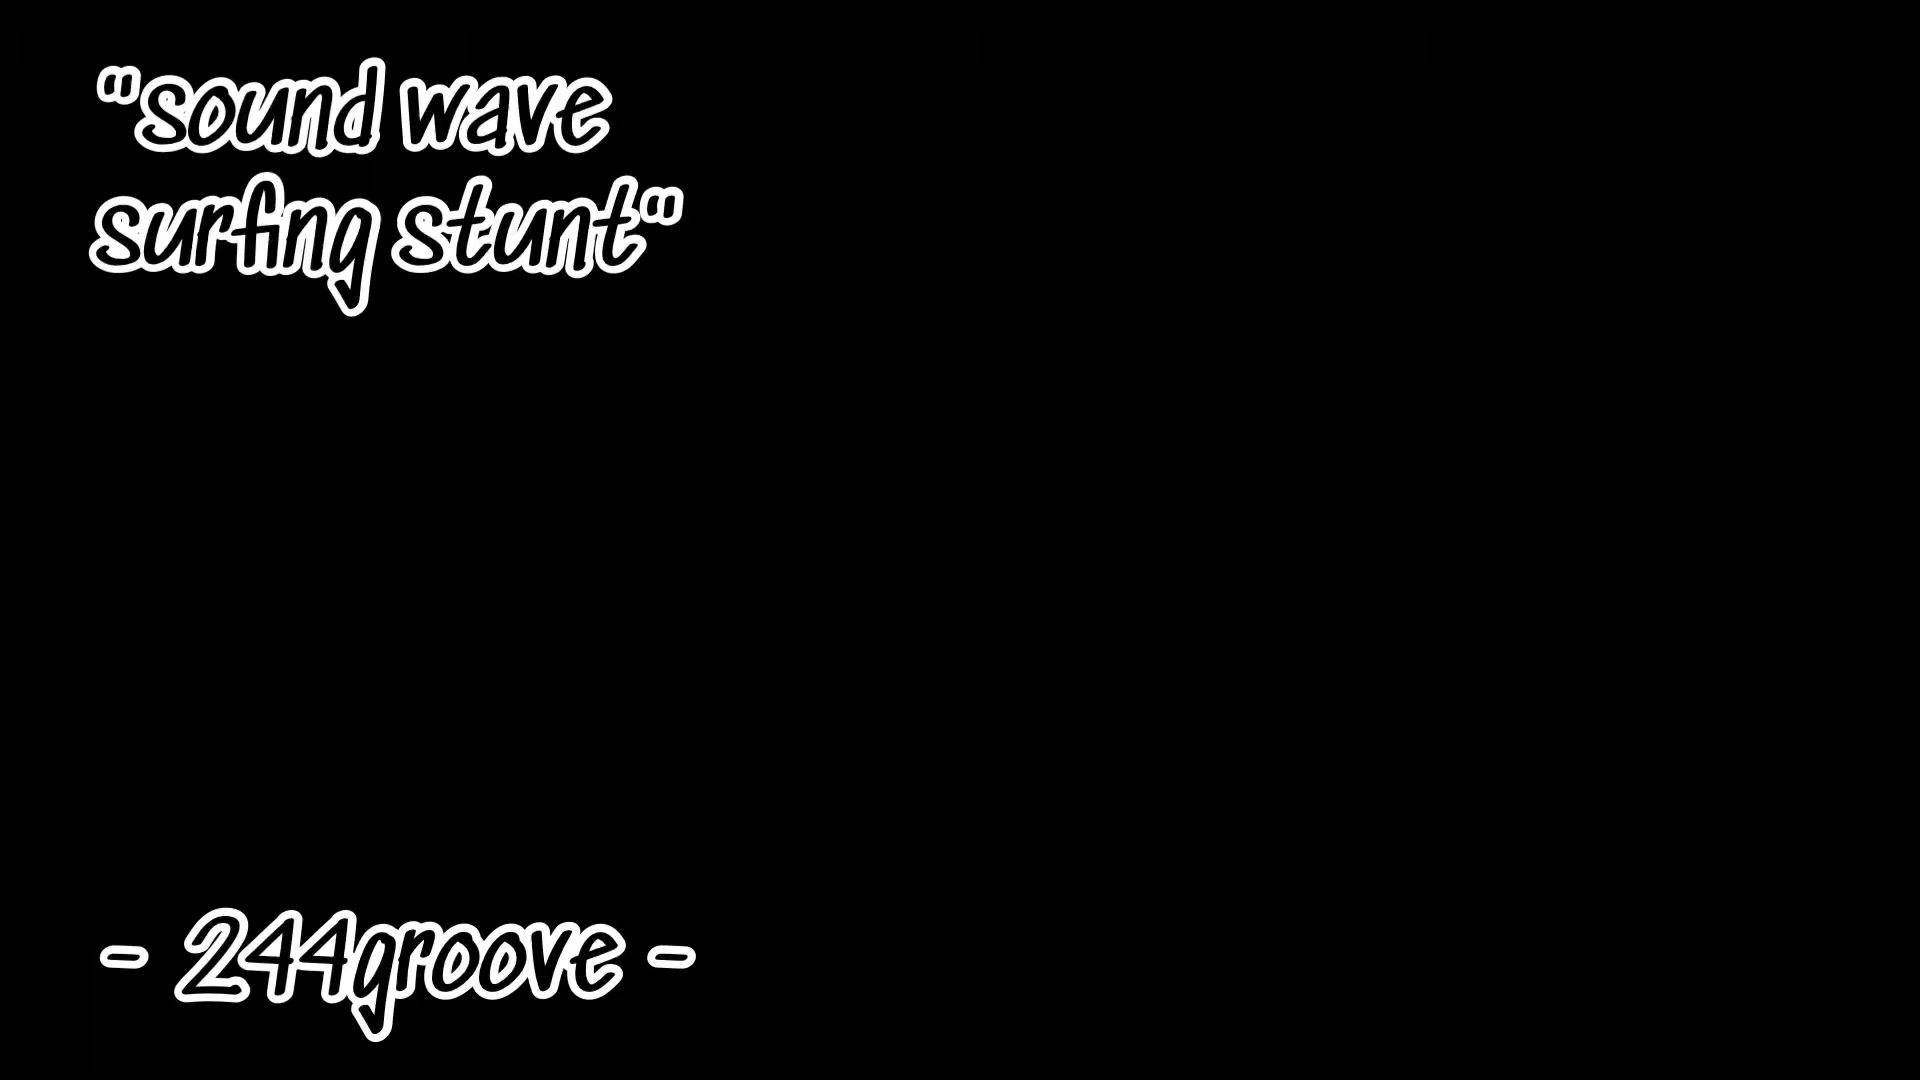 "sound wave
surfing stunt"
- 244groove -